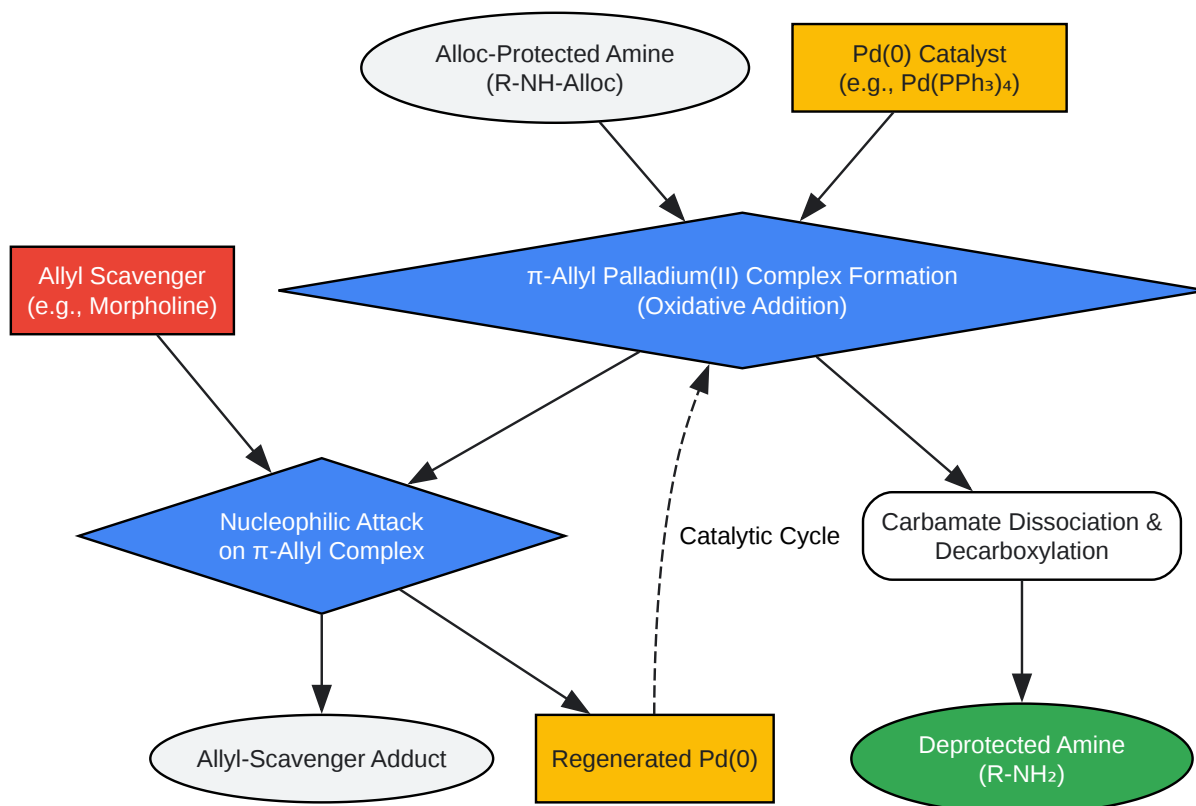 Alloc-Protected Amine
(R-NH-Alloc)
Pd(0) Catalyst
(e.g., Pd(PPh₃)₄)
Allyl Scavenger
(e.g., Morpholine)
π-Allyl Palladium(II) Complex Formation
(Oxidative Addition)
Nucleophilic Attack
on π-Allyl Complex
Catalytic Cycle
Carbamate Dissociation &
Decarboxylation
Allyl-Scavenger Adduct
Regenerated Pd(0)
Deprotected Amine
(R-NH₂)